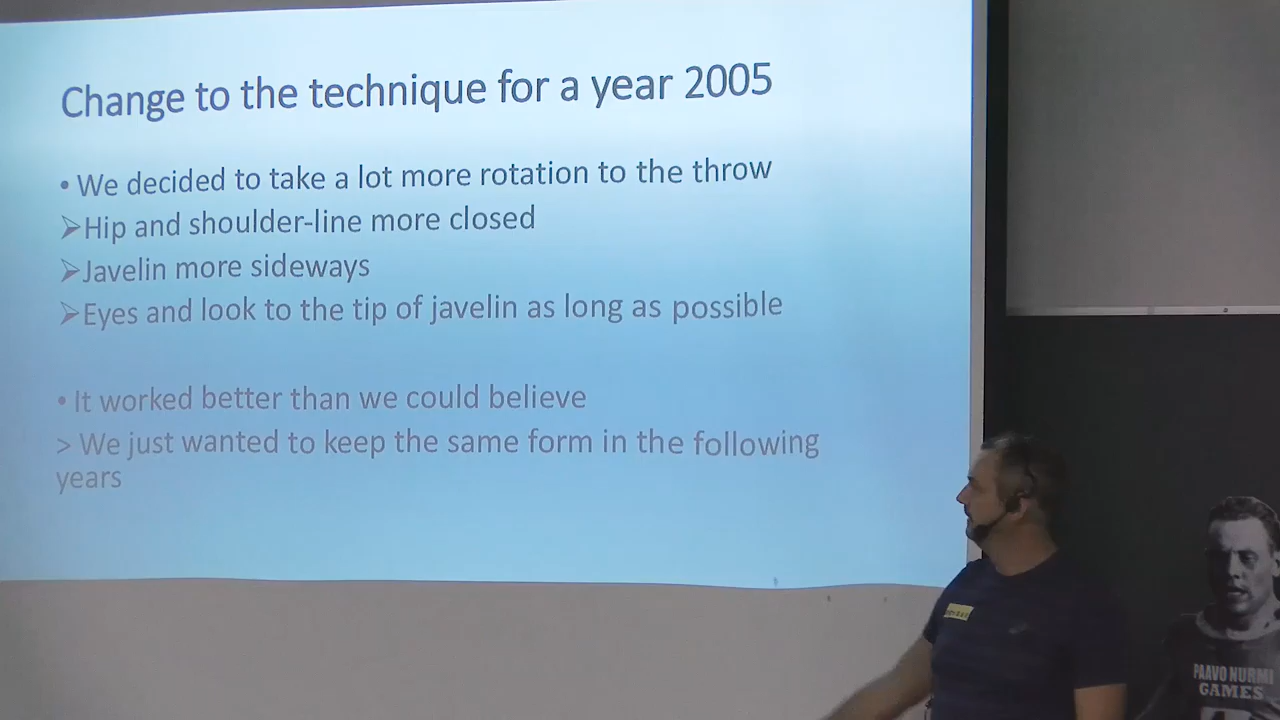 Change to the technique for a year 2005
• We decided to take a lot more rotation to the throw
➢Hip and shoulder-line more closed
➢Javelin more sideways
➢Eyes and look to the tip of javelin as long as possible
• It worked better than we could believe
> We just wanted to keep the same form in the following
years
PAAVO NURMI
GAMES